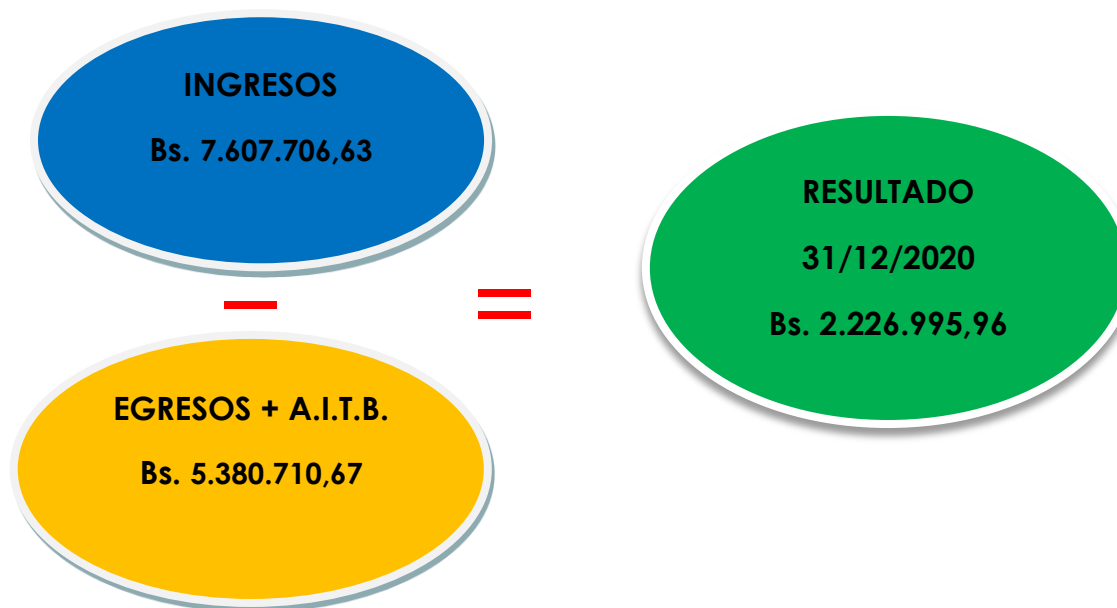 INGRESOS
Bs. 7.607.706,63
—
EGRESOS + A.I.T.B.
Bs. 5.380.710,67
=
RESULTADO
31/12/2020
Bs. 2.226.995,96